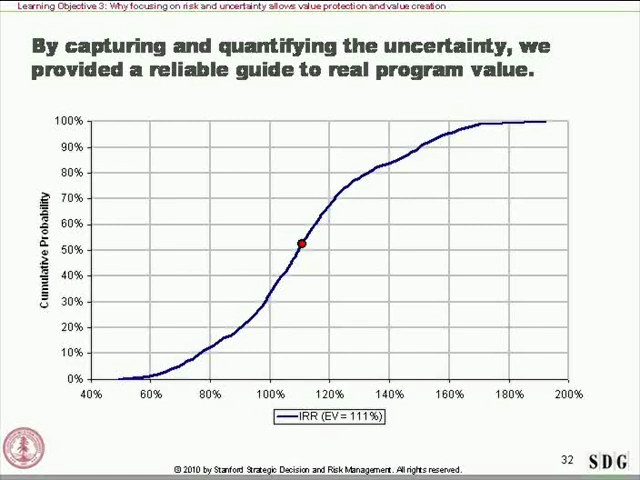 Learning Objective 3: Why focusing on risk and uncertainty allows value protection and value creation
By capturing and quantifying the uncertainty, we
provided a reliable guide to real program value.
100%
90%
80%
70%
60%
50%
40%
30%
20%
10%
0%
Cumulative Probability
40% 60% 80% 100% 120% 140% 160% 180% 200%
IRR (EV = 111%)
32 SDG
© 2010 by Stanford Strategic Decision and Risk Management. All rights reserved.